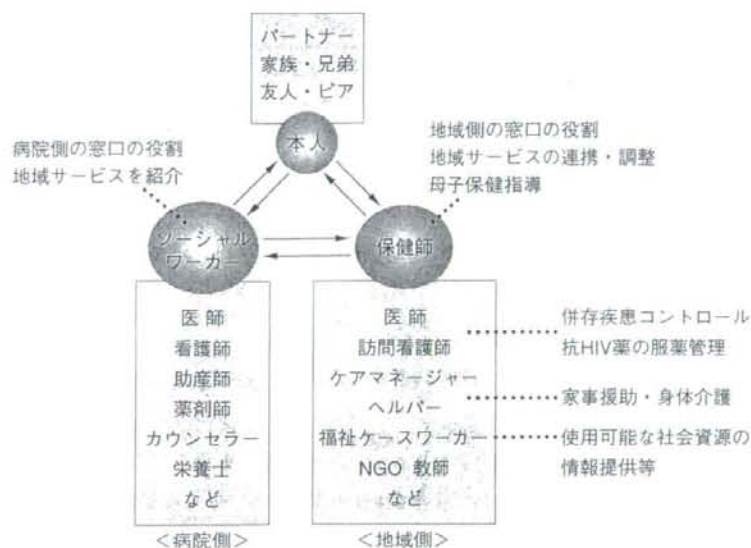 パートナー
家族・兄弟
友人・ピア
本人
病院側の窓口の役割
地域サービスを紹介
地域側の窓口の役割
地域サービスの連携・調整
母子保健指導
ソーシャル
ワーカー
保健師
医師
看護師
助産師
薬剤師
カウンセラー
栄養士
など
<病院側>
医師
訪問看護師
ケアマネージャー
ヘルパー
福祉ケースワーカー
NGO 教師
など
<地域側>
併存疾患コントロール
抗HIV薬の服薬管理
家事援助・身体介護
使用可能な社会資源の
情報提供等